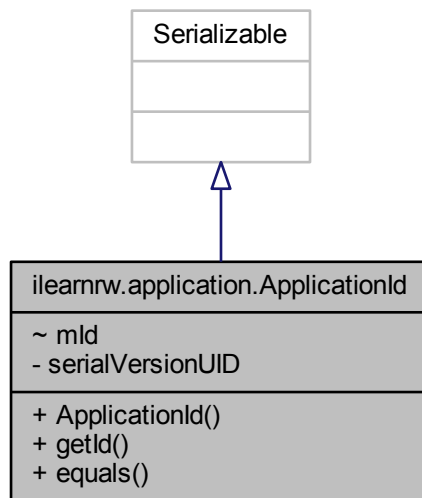 Serializable
ilearnrw.application.ApplicationId
~ mId
- serialVersionUID
+ ApplicationId()
+ getId()
+ equals()